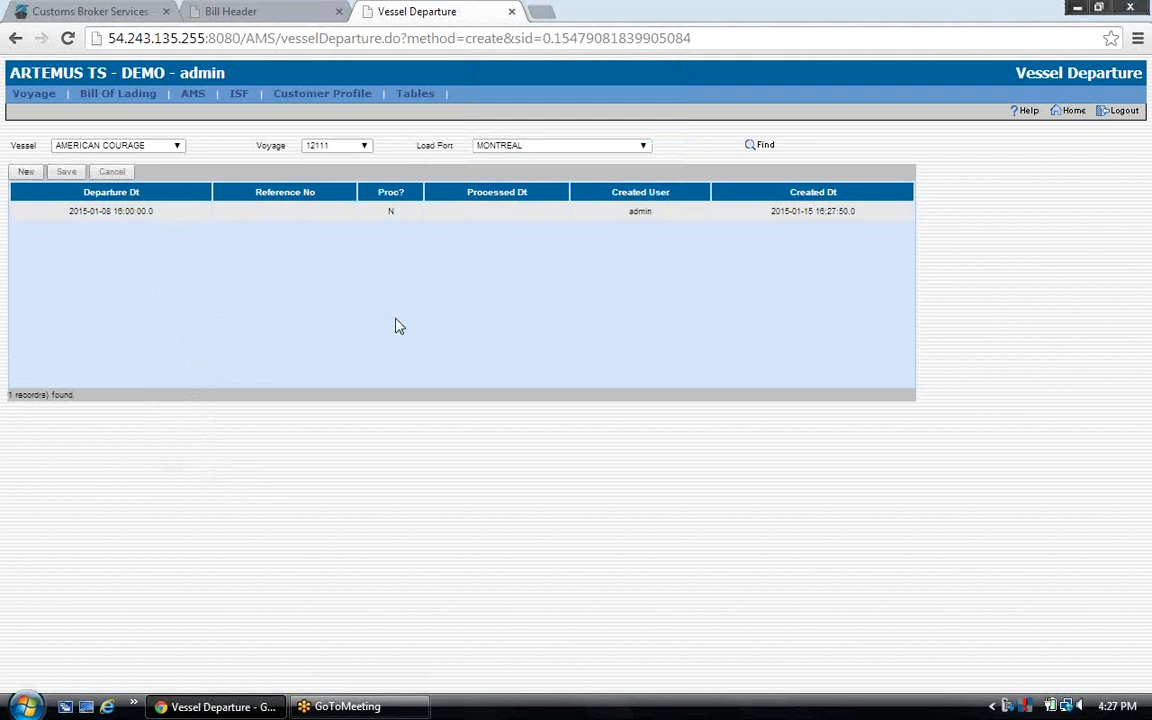 Customs Broker Services
Bill Header
Vessel Departure
54.243.135.255:8080/AMS/vesselDeparture.do?method=create&sid=0.15479081839905084
ARTEMUS TS - DEMO - admin
Vessel Departure
Voyage | Bill Of Lading | AMS | ISF | Customer Profile | Tables |
? Help Home Logout
Vessel AMERICAN COURAGE Voyage 12111 Load Port MONTREAL Find
New Save Cancel
Departure Dt Reference No Proc? Processed Dt Created User Created Dt
2015-01-08 16:00:00.0 N admin 2015-01-15 16:27:50.0
1 record(s) found
Vessel Departure - G... GoToMeeting 4:27 PM